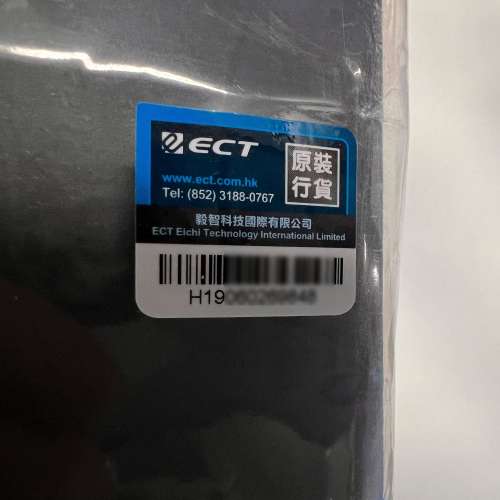 ECT
原裝
行貨
www.ect.com.hk
Tel: (852) 3188-0767
毅智科技國際有限公司
ECT Eichi Technology International Limited
H19